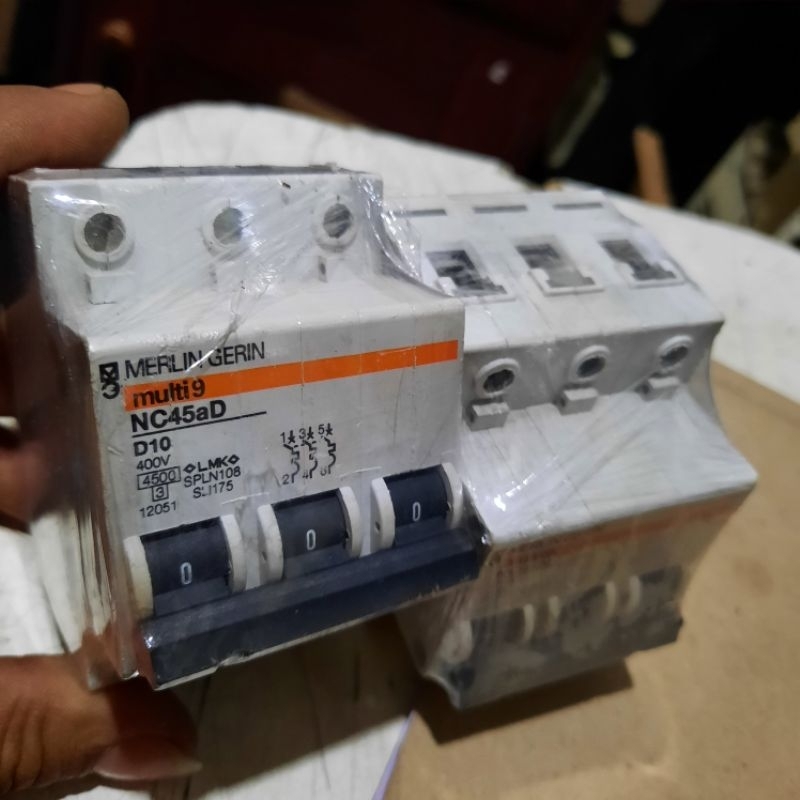 MERLIN GERIN
multi 9
NC45aD
D10
400V
4500
3
12051
LMK
SPLN108
SLI175
1 3 5
2 4 6
0 0 0